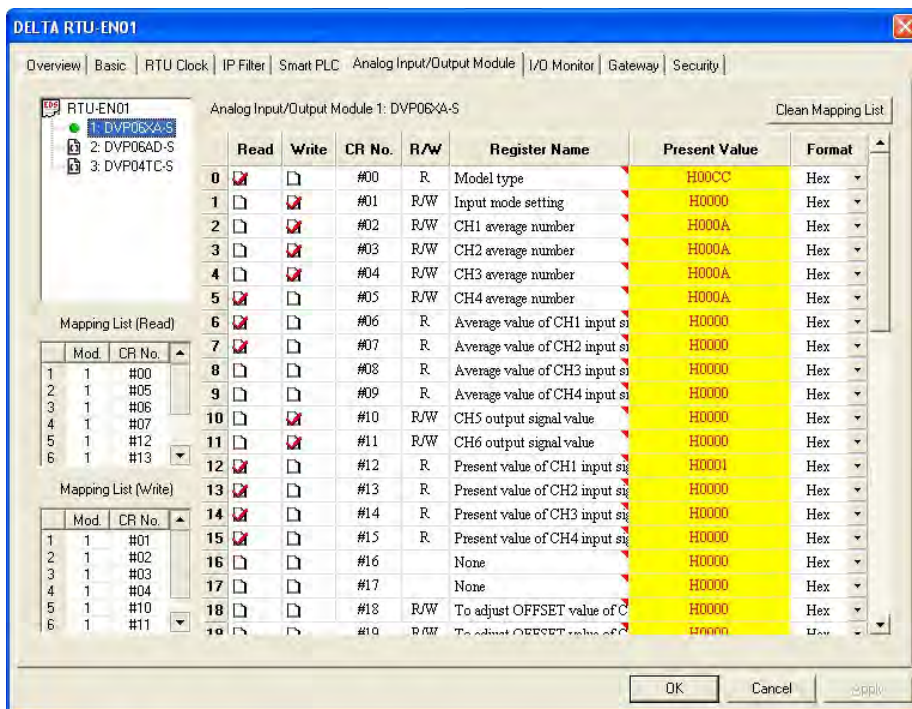 DELTA RTU-EN01
Overview Basic RTU Clock IP Filter Smart PLC Analog Input/Output Module I/O Monitor Gateway Security
RTU-EN01
1: DVP06XA-S
2: DVP06AD-S
3: DVP04TC-S
Analog Input/Output Module 1: DVP06XA-S
Clean Mapping List
Read Write CR No. R/W Register Name Present Value Format
0 #00 R Model type H00CC Hex
1 #01 R/W Input mode setting H0000 Hex
2 #02 R/W CH1 average number H000A Hex
3 #03 R/W CH2 average number H000A Hex
4 #04 R/W CH3 average number H000A Hex
5 #05 R/W CH4 average number H000A Hex
6 #06 R Average value of CH1 input H0000 Hex
7 #07 R Average value of CH2 input H0000 Hex
8 #08 R Average value of CH3 input H0000 Hex
9 #09 R Average value of CH4 input H0000 Hex
10 #10 R/W CH5 output signal value H0000 Hex
11 #11 R/W CH6 output signal value H0000 Hex
12 #12 R Present value of CH1 input H0001 Hex
13 #13 R Present value of CH2 input H0000 Hex
14 #14 R Present value of CH3 input H0000 Hex
15 #15 R Present value of CH4 input H0000 Hex
16 #16 None H0000 Hex
17 #17 None H0000 Hex
18 #18 R/W To adjust OFFSET value of C H0000 Hex
19 #19 R/W To adjust OFFSET value of C H0000 Hex
Mapping List (Read)
Mod. CR No.
1 1 #00
2 1 #05
3 1 #06
4 1 #07
5 1 #12
6 1 #13
Mapping List (Write)
Mod. CR No.
1 1 #01
2 1 #02
3 1 #03
4 1 #04
5 1 #10
6 1 #11
OK Cancel Apply